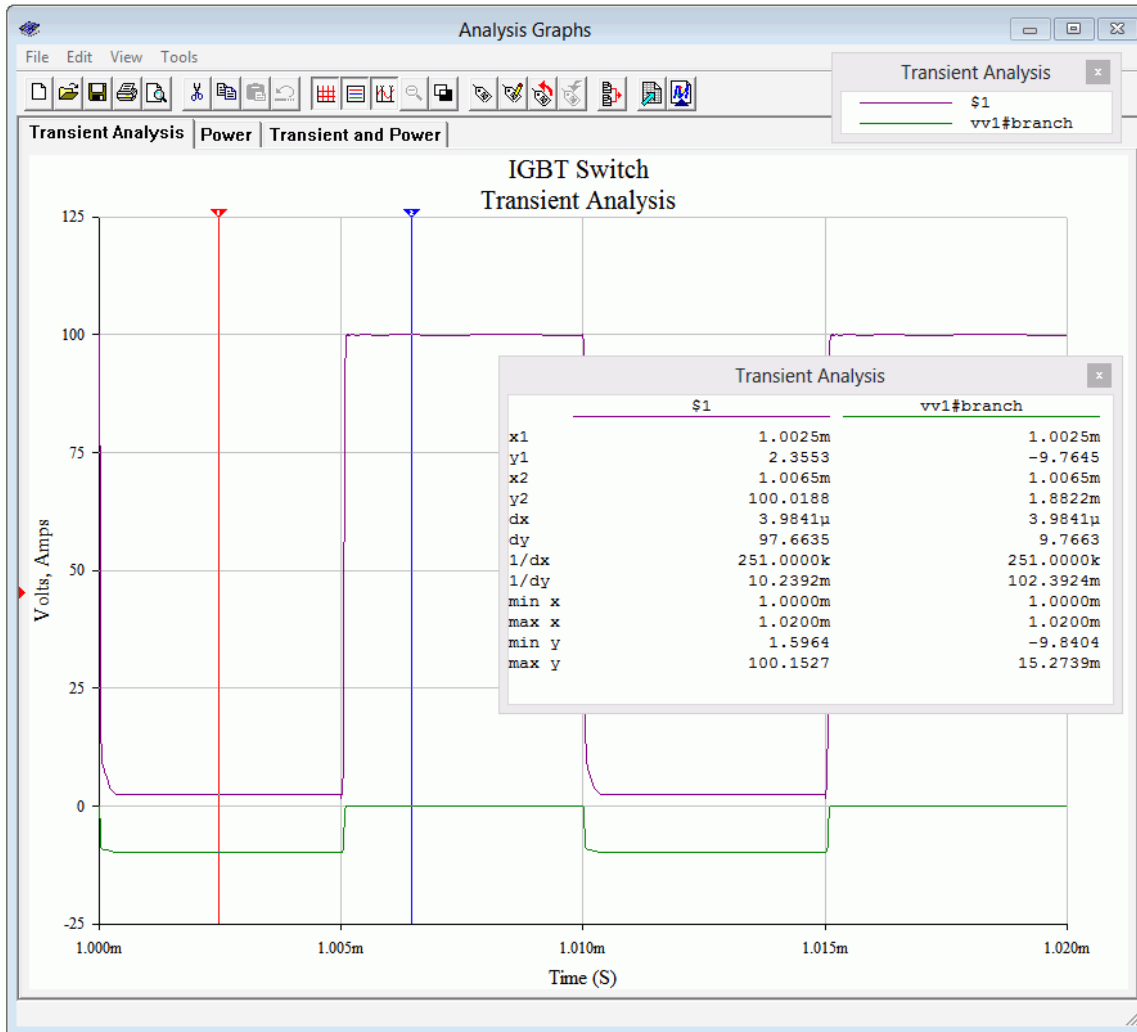 Analysis Graphs
File Edit View Tools
Transient Analysis x
$1
vv1#branch
Transient Analysis Power Transient and Power
IGBT Switch
Transient Analysis
1 2
125
100
75
50
25
0
-25
Volts, Amps
1.000m 1.005m 1.010m 1.015m 1.020m
Time (S)
Transient Analysis x
$1 vv1#branch
x1 1.0025m 1.0025m
y1 2.3553 -9.7645
x2 1.0065m 1.0065m
y2 100.0188 1.8822m
dx 3.9841µ 3.9841µ
dy 97.6635 9.7663
1/dx 251.0000k 251.0000k
1/dy 10.2392m 102.3924m
min x 1.0000m 1.0000m
max x 1.0200m 1.0200m
min y 1.5964 -9.8404
max y 100.1527 15.2739m